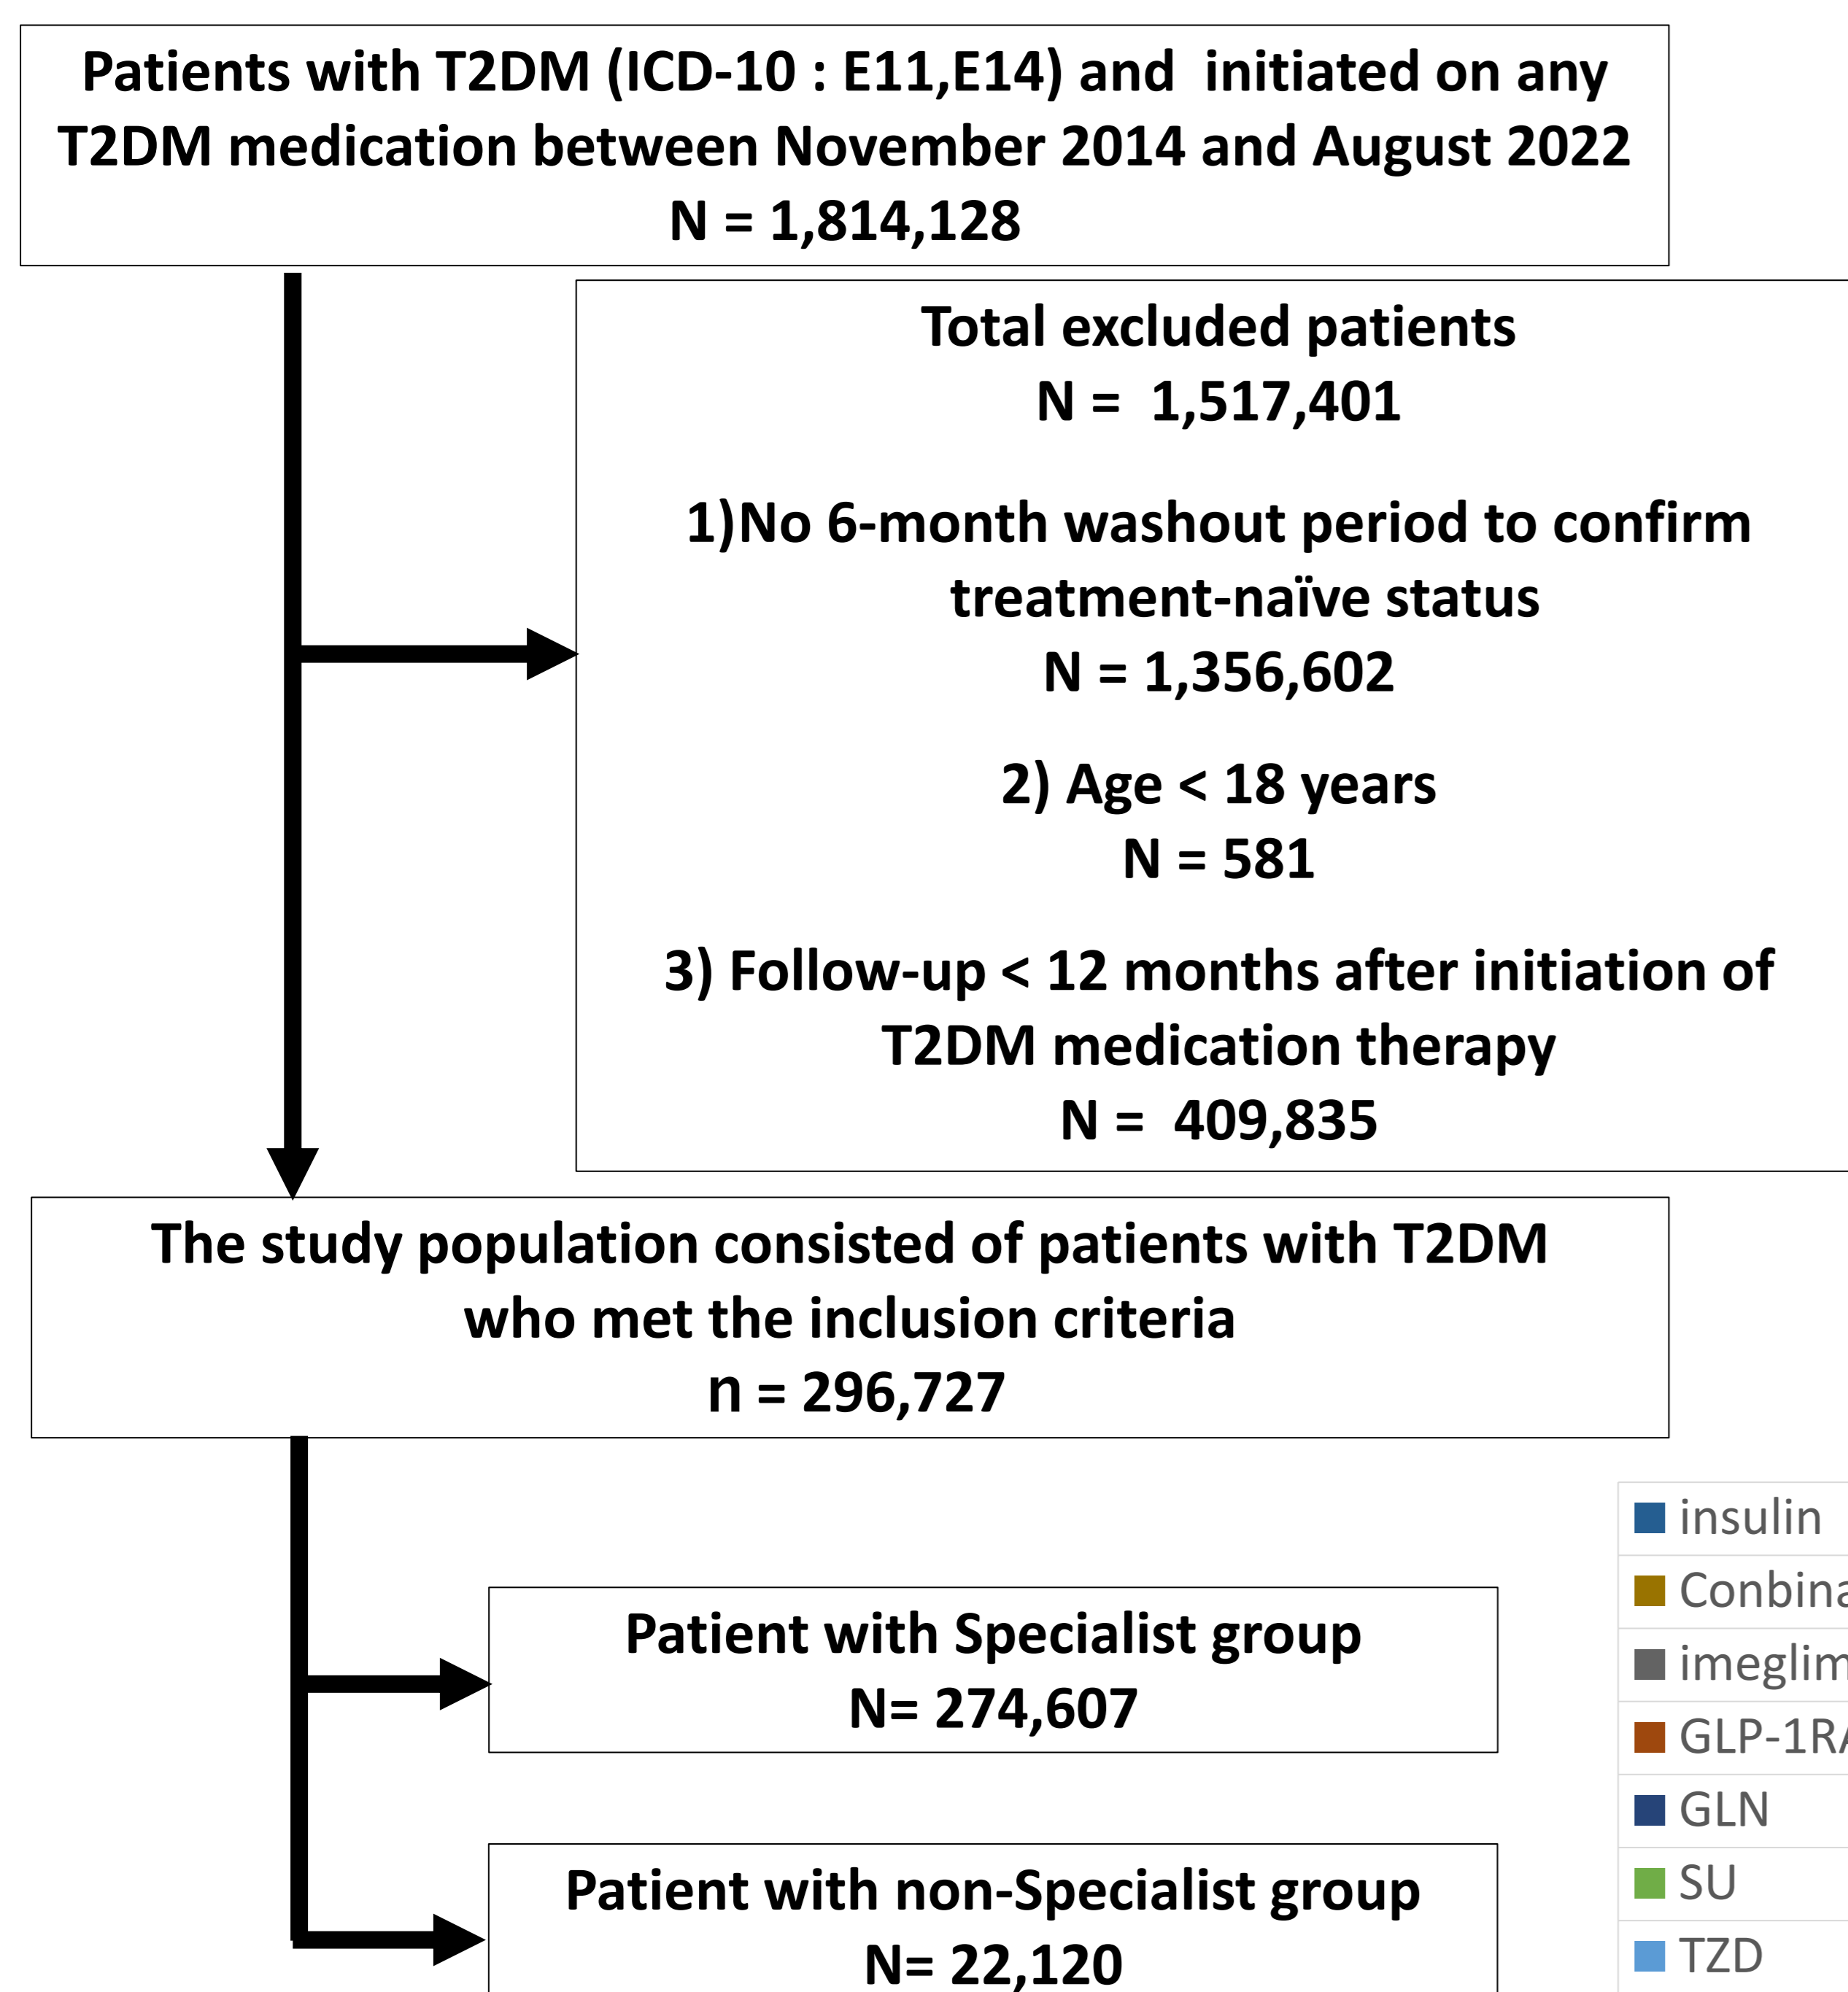 Patients with T2DM (ICD-10 : E11,E14) and initiated on any
T2DM medication between November 2014 and August 2022
N = 1,814,128
Total excluded patients
N = 1,517,401
1)No 6-month washout period to confirm
treatment-naïve status
N = 1,356,602
2) Age < 18 years
N = 581
3) Follow-up < 12 months after initiation of
T2DM medication therapy
N = 409,835
The study population consisted of patients with T2DM
who met the inclusion criteria
n = 296,727
Patient with Specialist group
N= 274,607
Patient with non-Specialist group
N= 22,120
insulin
GLP-1RA
GLN
SU
TZD